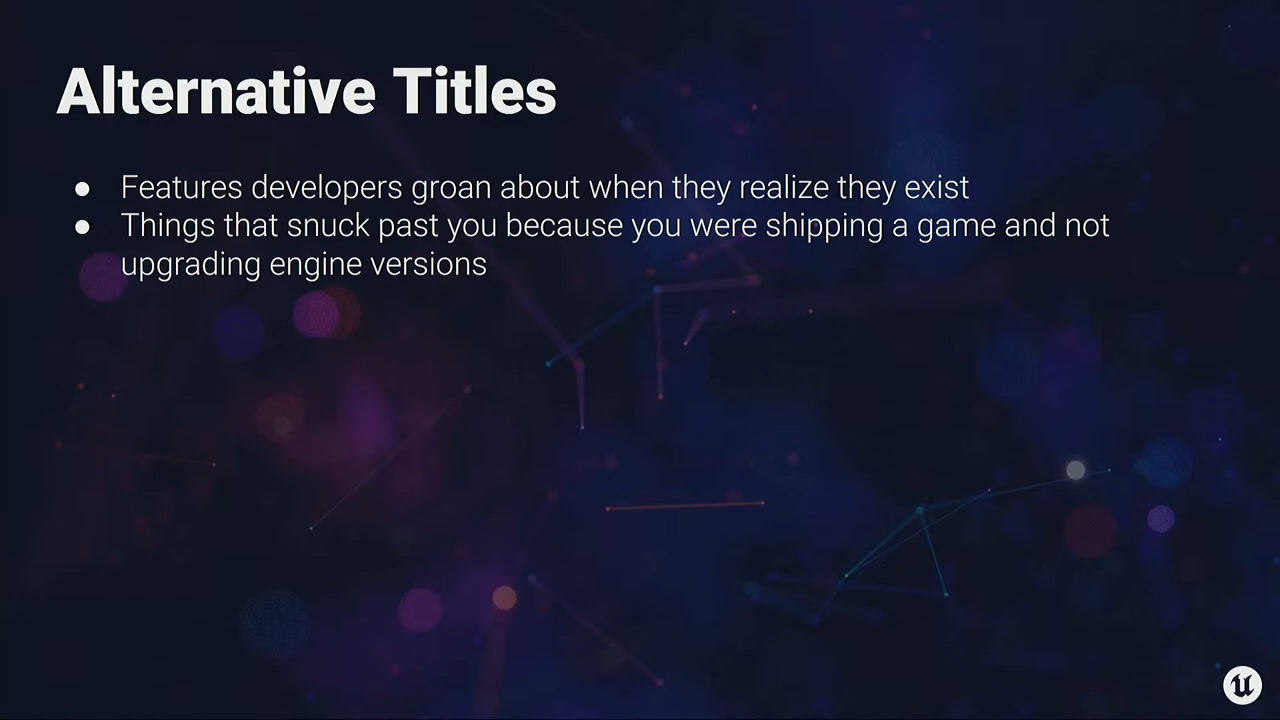 Alternative Titles
● Features developers groan about when they realize they exist
● Things that snuck past you because you were shipping a game and not
upgrading engine versions